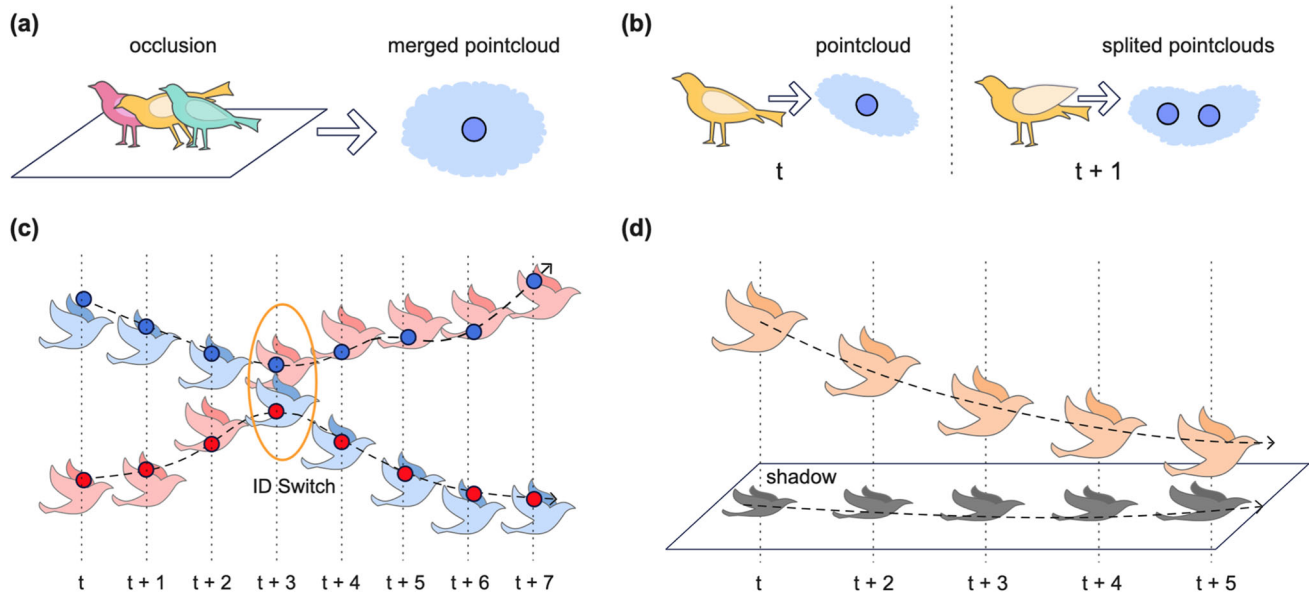 (a)
occlusion
merged pointcloud
(b)
pointcloud
splited pointclouds
t
t + 1
(c)
ID Switch
t
t + 1
t + 2
t + 3
t + 4
t + 5
t + 6
t + 7
(d)
shadow
t
t + 2
t + 3
t + 4
t + 5